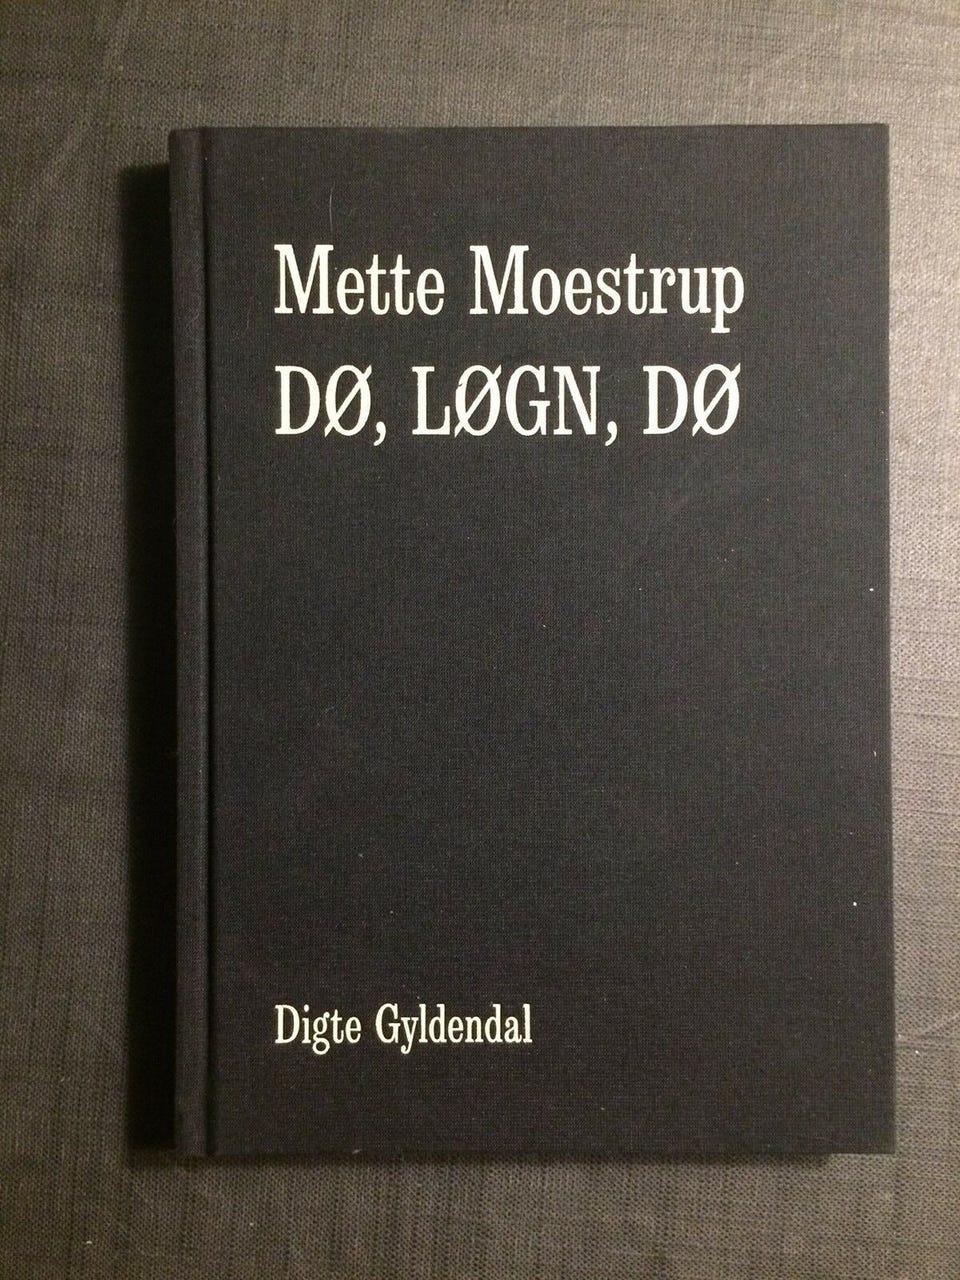 Mette Moestrup
DØ, LØGN, DØ
Digte Gyldendal